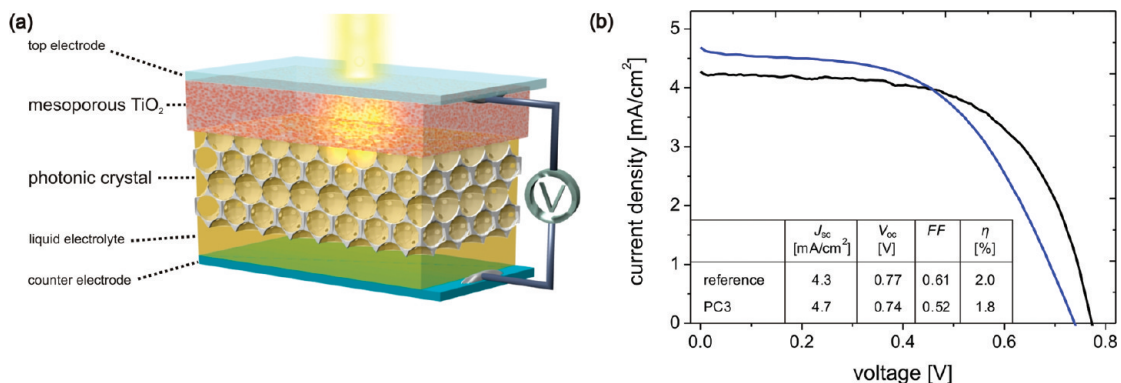 (a)
top electrode
mesoporous TiO₂
photonic crystal
liquid electrolyte
counter electrode
V
(b)
current density [mA/cm²]
5
4
3
2
1
0
Jsc Voc FF η
[mA/cm²] [V] [%]
reference 4.3 0.77 0.61 2.0
PC3 4.7 0.74 0.52 1.8
0.0 0.2 0.4 0.6 0.8
voltage [V]